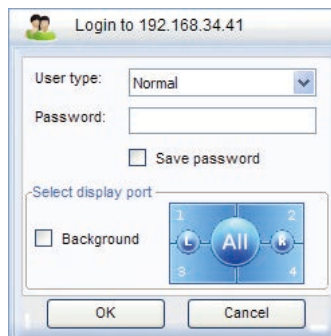 Login to 192.168.34.41
User type: Normal
Password:
Save password
Select display port
Background
1 2
L All R
3 4
OK Cancel